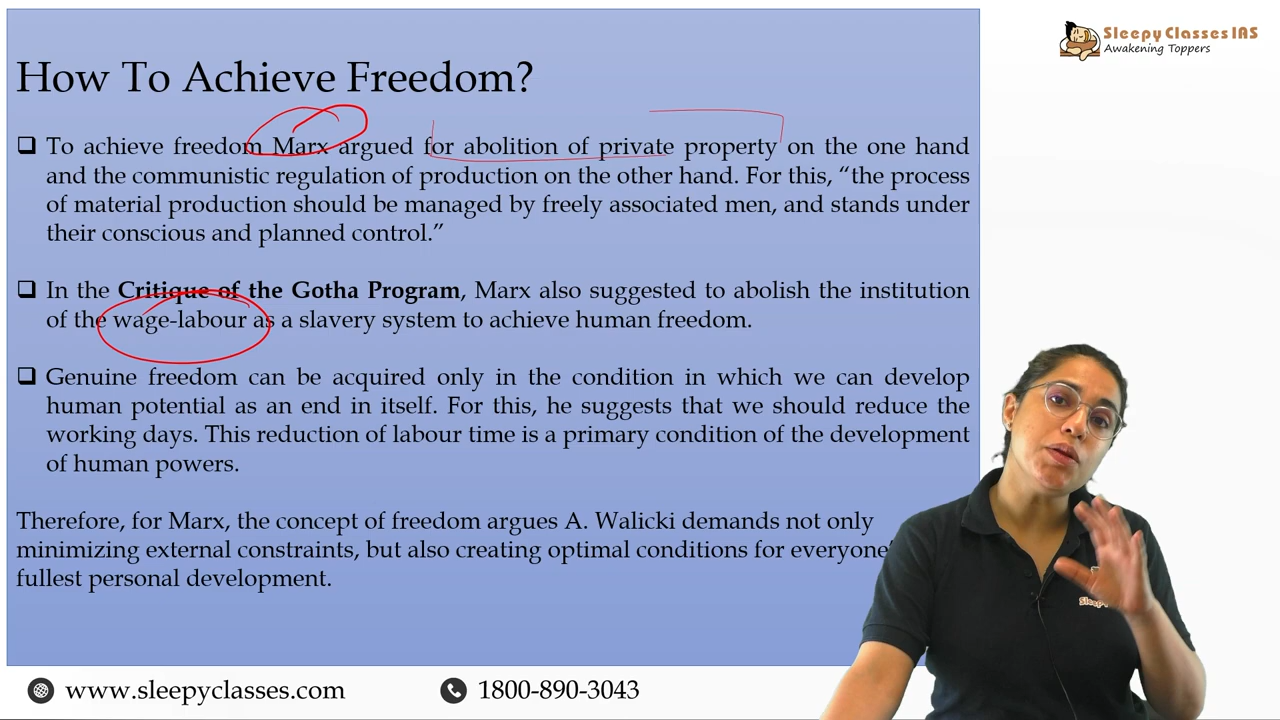 Sleepy Classes IAS
Awakening Toppers
How To Achieve Freedom?
❑ To achieve freedom Marx argued for abolition of private property on the one hand
and the communistic regulation of production on the other hand. For this, “the process
of material production should be managed by freely associated men, and stands under
their conscious and planned control.”
❑ In the Critique of the Gotha Program, Marx also suggested to abolish the institution
of the wage-labour as a slavery system to achieve human freedom.
❑ Genuine freedom can be acquired only in the condition in which we can develop
human potential as an end in itself. For this, he suggests that we should reduce the
working days. This reduction of labour time is a primary condition of the development
of human powers.
Therefore, for Marx, the concept of freedom argues A. Walicki demands not only
minimizing external constraints, but also creating optimal conditions for everyone'
fullest personal development.
www.sleepyclasses.com
1800-890-3043